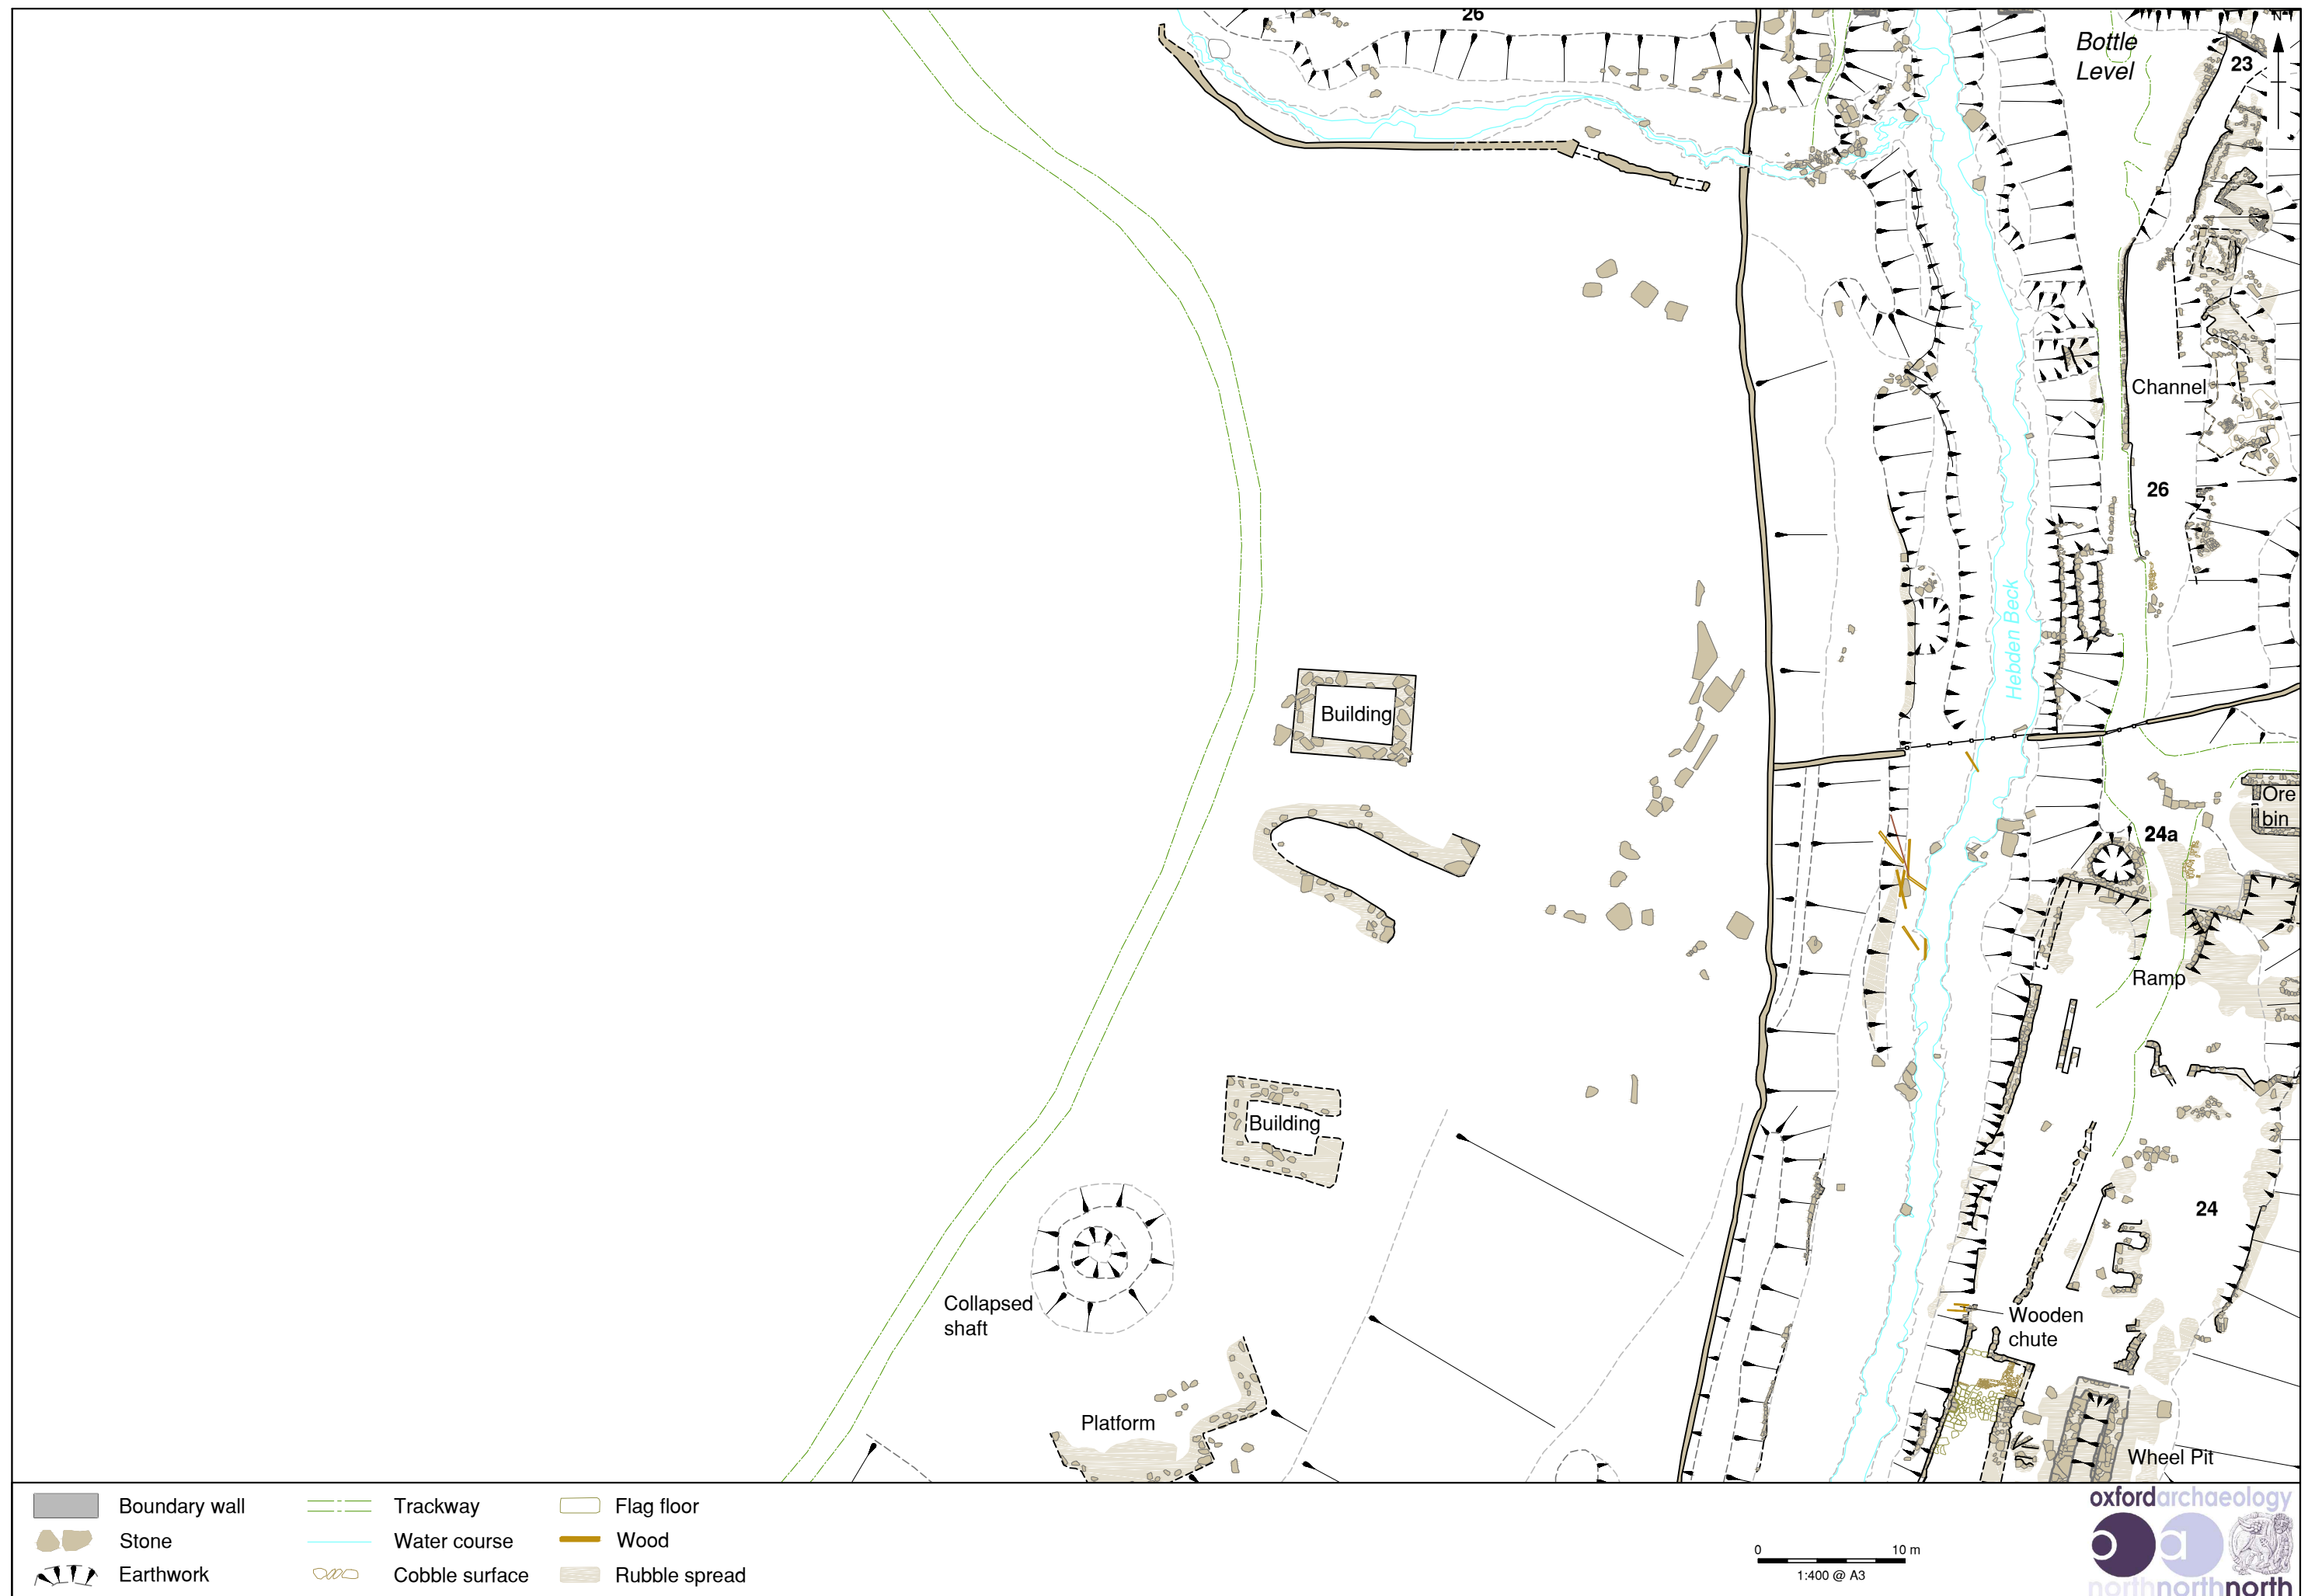 26
Bottle
Level
N
23
Channel
26
Hebden Beck
Building
Ore
bin
24a
Ramp
Building
24
Collapsed
shaft
Wooden
chute
Platform
Wheel Pit
Boundary wall
Trackway
Flag floor
Stone
Water course
Wood
Earthwork
Cobble surface
Rubble spread
0 10 m
1:400 @ A3
oxfordarchaeology
oa
northnorthnorth